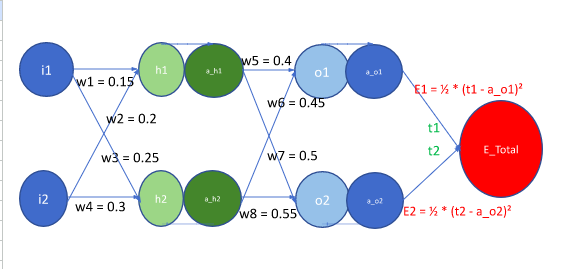 i1
w1 = 0.15
h1
a_h1
w5 = 0.4
o1
a_o1
E1 = ½ * (t1 - a_o1)²
w2 = 0.2
w6 = 0.45
t1
t2
E_Total
w3 = 0.25
w7 = 0.5
i2
w4 = 0.3
h2
a_h2
w8 = 0.55
o2
a_o2
E2 = ½ * (t2 - a_o2)²